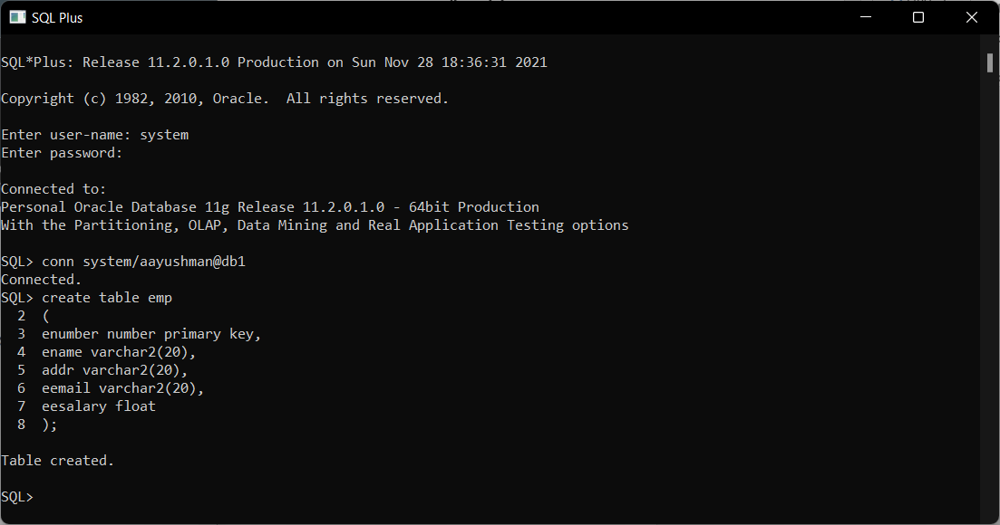 SQL Plus
SQL*Plus: Release 11.2.0.1.0 Production on Sun Nov 28 18:36:31 2021
Copyright (c) 1982, 2010, Oracle.  All rights reserved.
Enter user-name: system
Enter password:
Connected to:
Personal Oracle Database 11g Release 11.2.0.1.0 - 64bit Production
With the Partitioning, OLAP, Data Mining and Real Application Testing options
SQL> conn system/aayushman@db1
Connected.
SQL> create table emp
  2  (
  3  enumber number primary key,
  4  ename varchar2(20),
  5  addr varchar2(20),
  6  eemail varchar2(20),
  7  eesalary float
  8  );
Table created.
SQL>